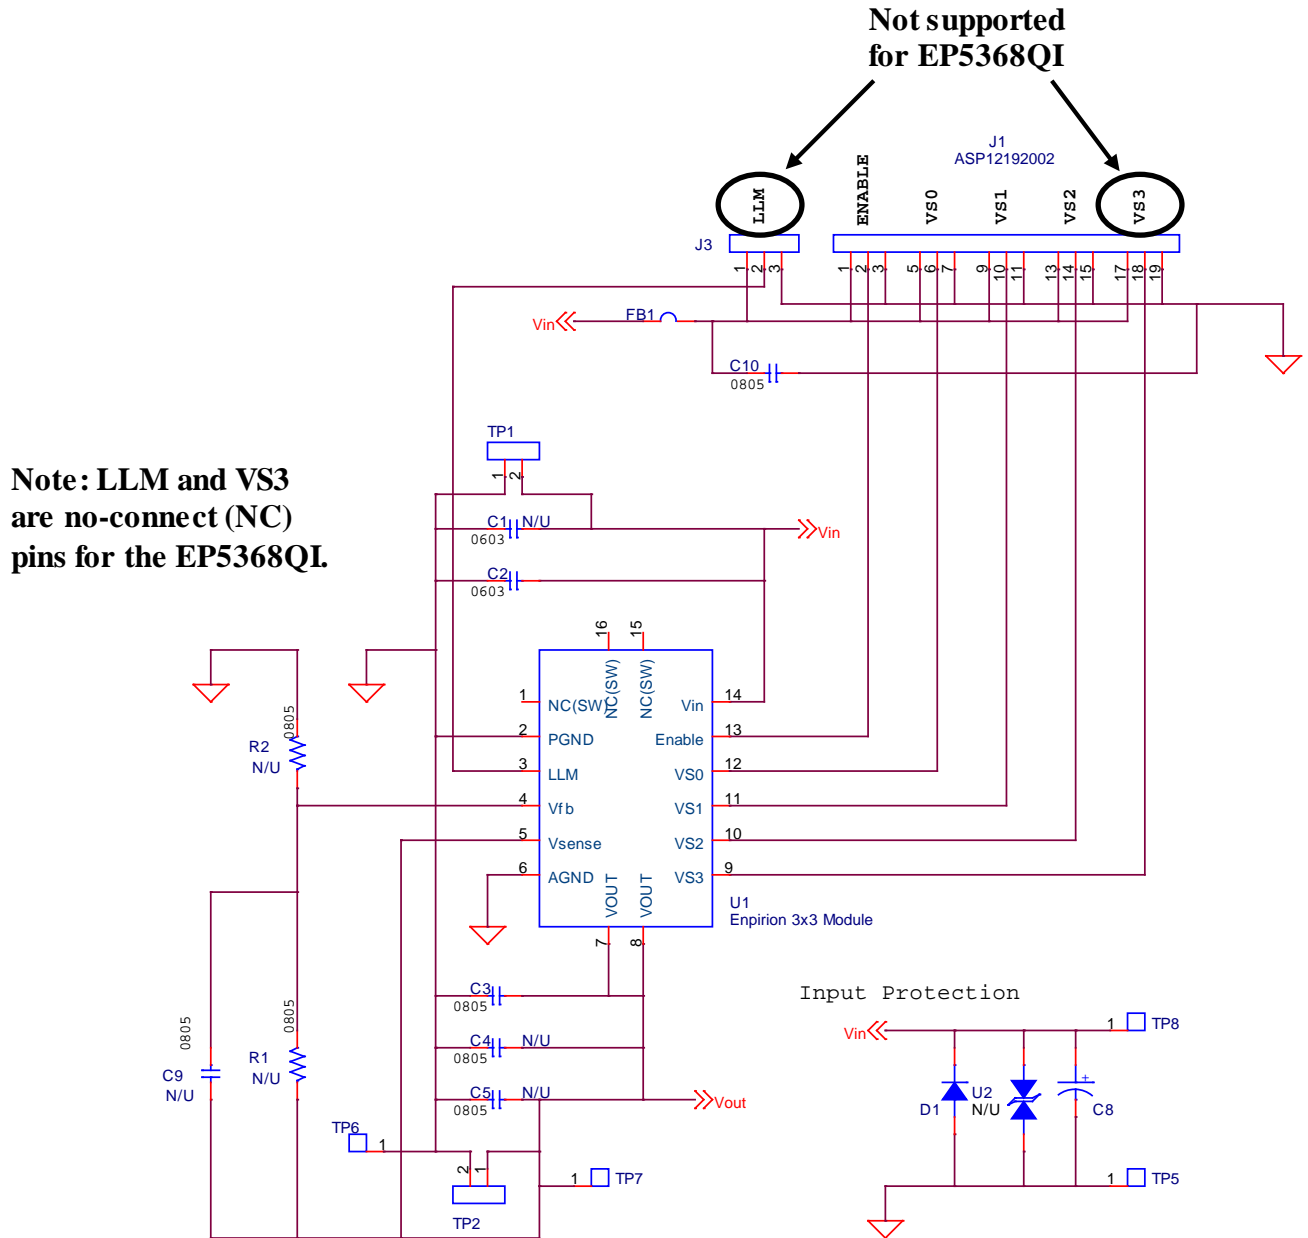 Not supported
for EP5368QI
J1
ASP12192002
LLM
ENABLE
VS0
VS1
VS2
VS3
J3
1 2 3
1 2 3 5 6 7 9 10 11 13 14 15 17 18 19
Vin
FB1
C10
0805
TP1
1 2
Note: LLM and VS3
are no-connect (NC)
pins for the EP5368QI.
C1 N/U
0603
Vin
C2
0603
16 15
NC(SW) NC(SW)
1 NC(SW)
2 PGND
3 LLM
4 Vfb
5 Vsense
6 AGND
Vin 14
Enable 13
VS0 12
VS1 11
VS2 10
VS3 9
VOUT VOUT
7 8
U1
Enpirion 3x3 Module
0805
R2
N/U
C3
0805
C4 N/U
0805
C5 N/U
0805
Vout
0805
C9
N/U
0805
R1
N/U
TP6
1
2 1
TP2
1 TP7
Input Protection
Vin
1 TP8
D1
U2
N/U
+
C8
1 TP5